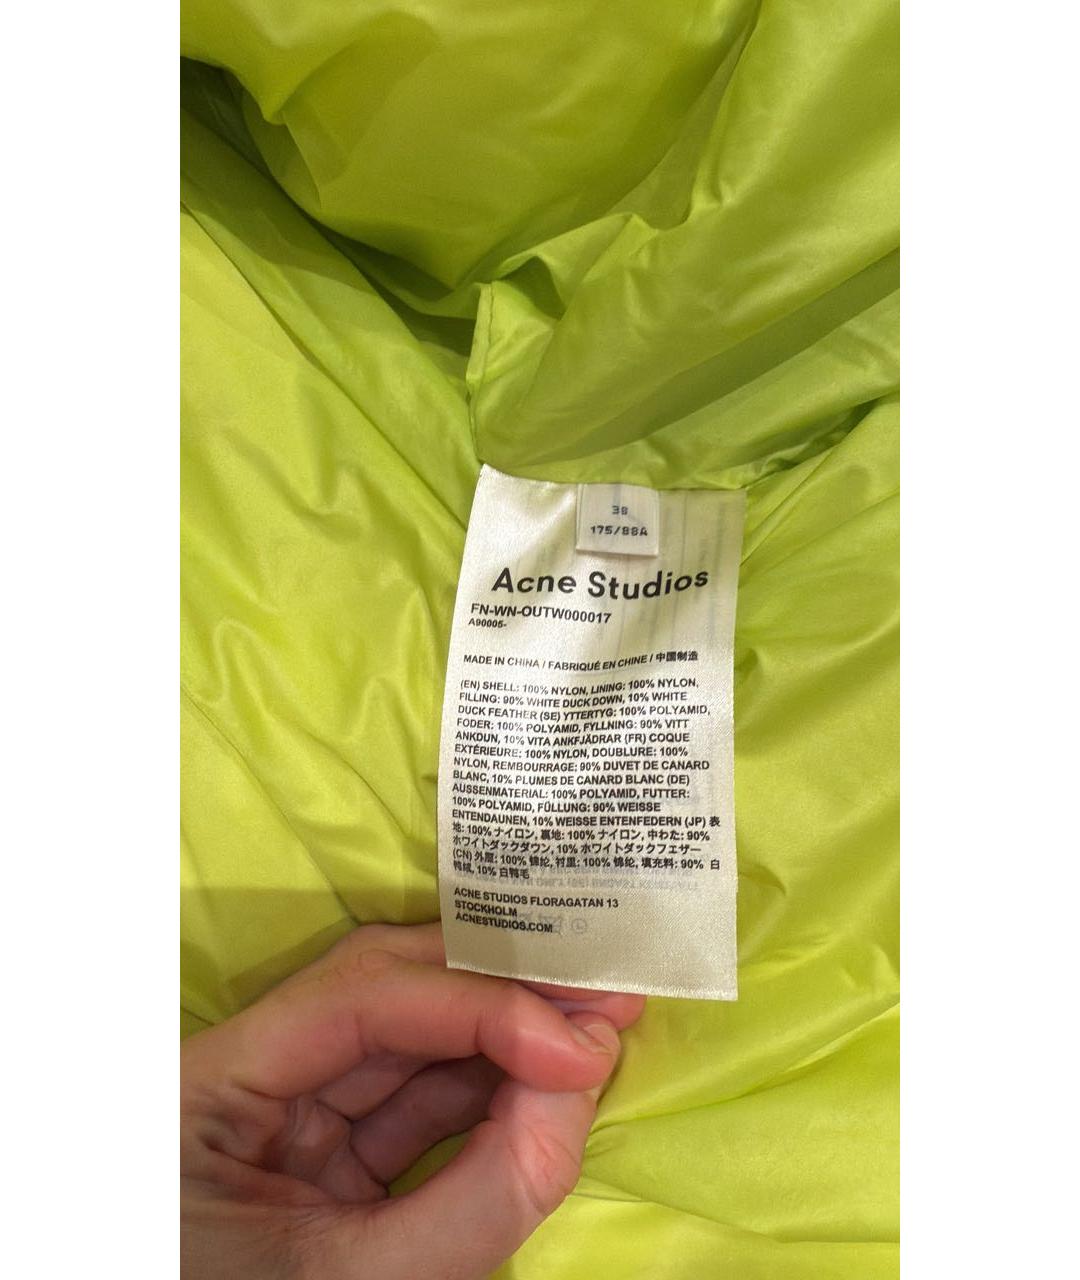 38
175/88A
Acne Studios
FN-WN-OUTW000017
A90005-
MADE IN CHINA / FABRIQUÉ EN CHINE / 中国制造
(EN) SHELL: 100% NYLON, LINING: 100% NYLON,
FILLING: 90% WHITE DUCK DOWN, 10% WHITE
DUCK FEATHER (SE) YTTERTYG: 100% POLYAMID,
FODER: 100% POLYAMID, FYLLNING: 90% VITT
ANKDUN, 10% VITA ANKFJÄDRAR (FR) COQUE
EXTÉRIEURE: 100% NYLON, DOUBLURE: 100%
NYLON, REMBOURRAGE: 90% DUVET DE CANARD
BLANC, 10% PLUMES DE CANARD BLANC (DE)
AUSSENMATERIAL: 100% POLYAMID, FUTTER:
100% POLYAMID, FÜLLUNG: 90% WEISSE
ENTENDAUNEN, 10% WEISSE ENTENFEDERN (JP) 表
地: 100% ナイロン, 裏地: 100% ナイロン, 中わた: 90%
ホワイトダックダウン, 10% ホワイトダックフェザー
(CN) 外层: 100% 锦纶, 衬里: 100% 锦纶, 填充料: 90% 白
鸭绒, 10% 白鸭毛
ACNE STUDIOS FLORAGATAN 13
STOCKHOLM
ACNESTUDIOS.COM